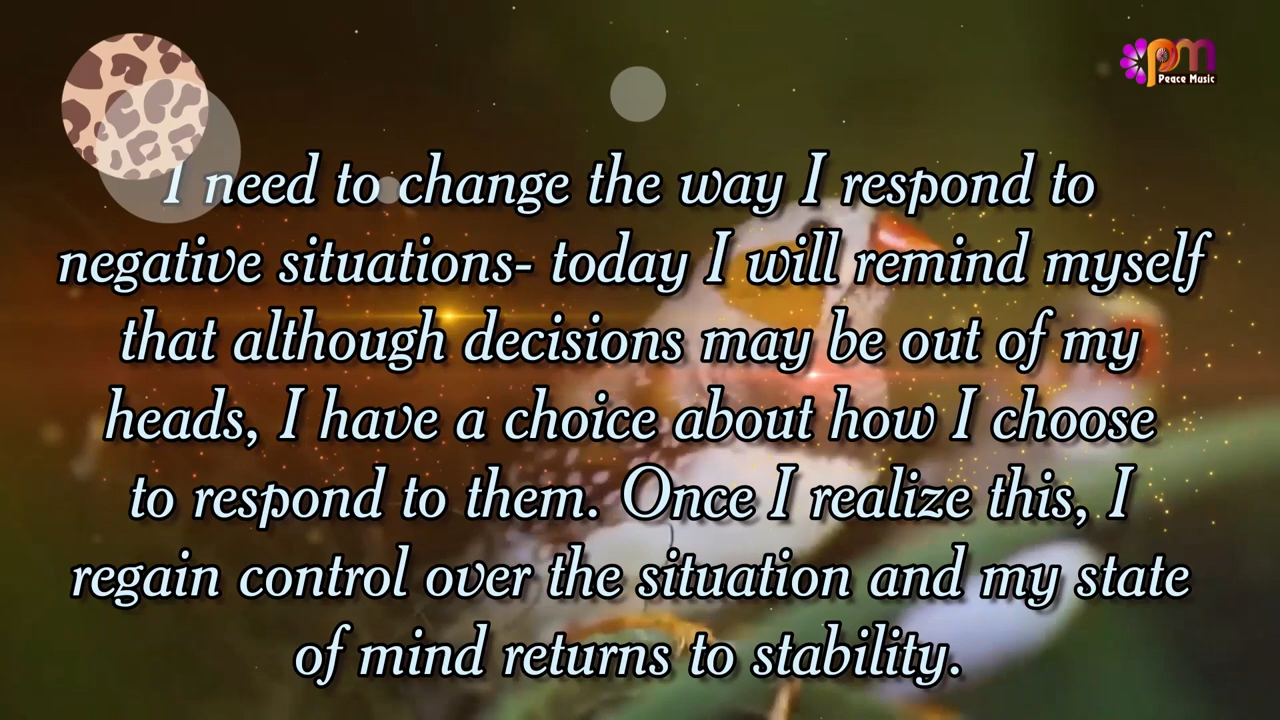 pm
Peace Music
I need to change the way I respond to
negative situations- today I will remind myself
that although decisions may be out of my
heads, I have a choice about how I choose
to respond to them. Once I realize this, I
regain control over the situation and my state
of mind returns to stability.